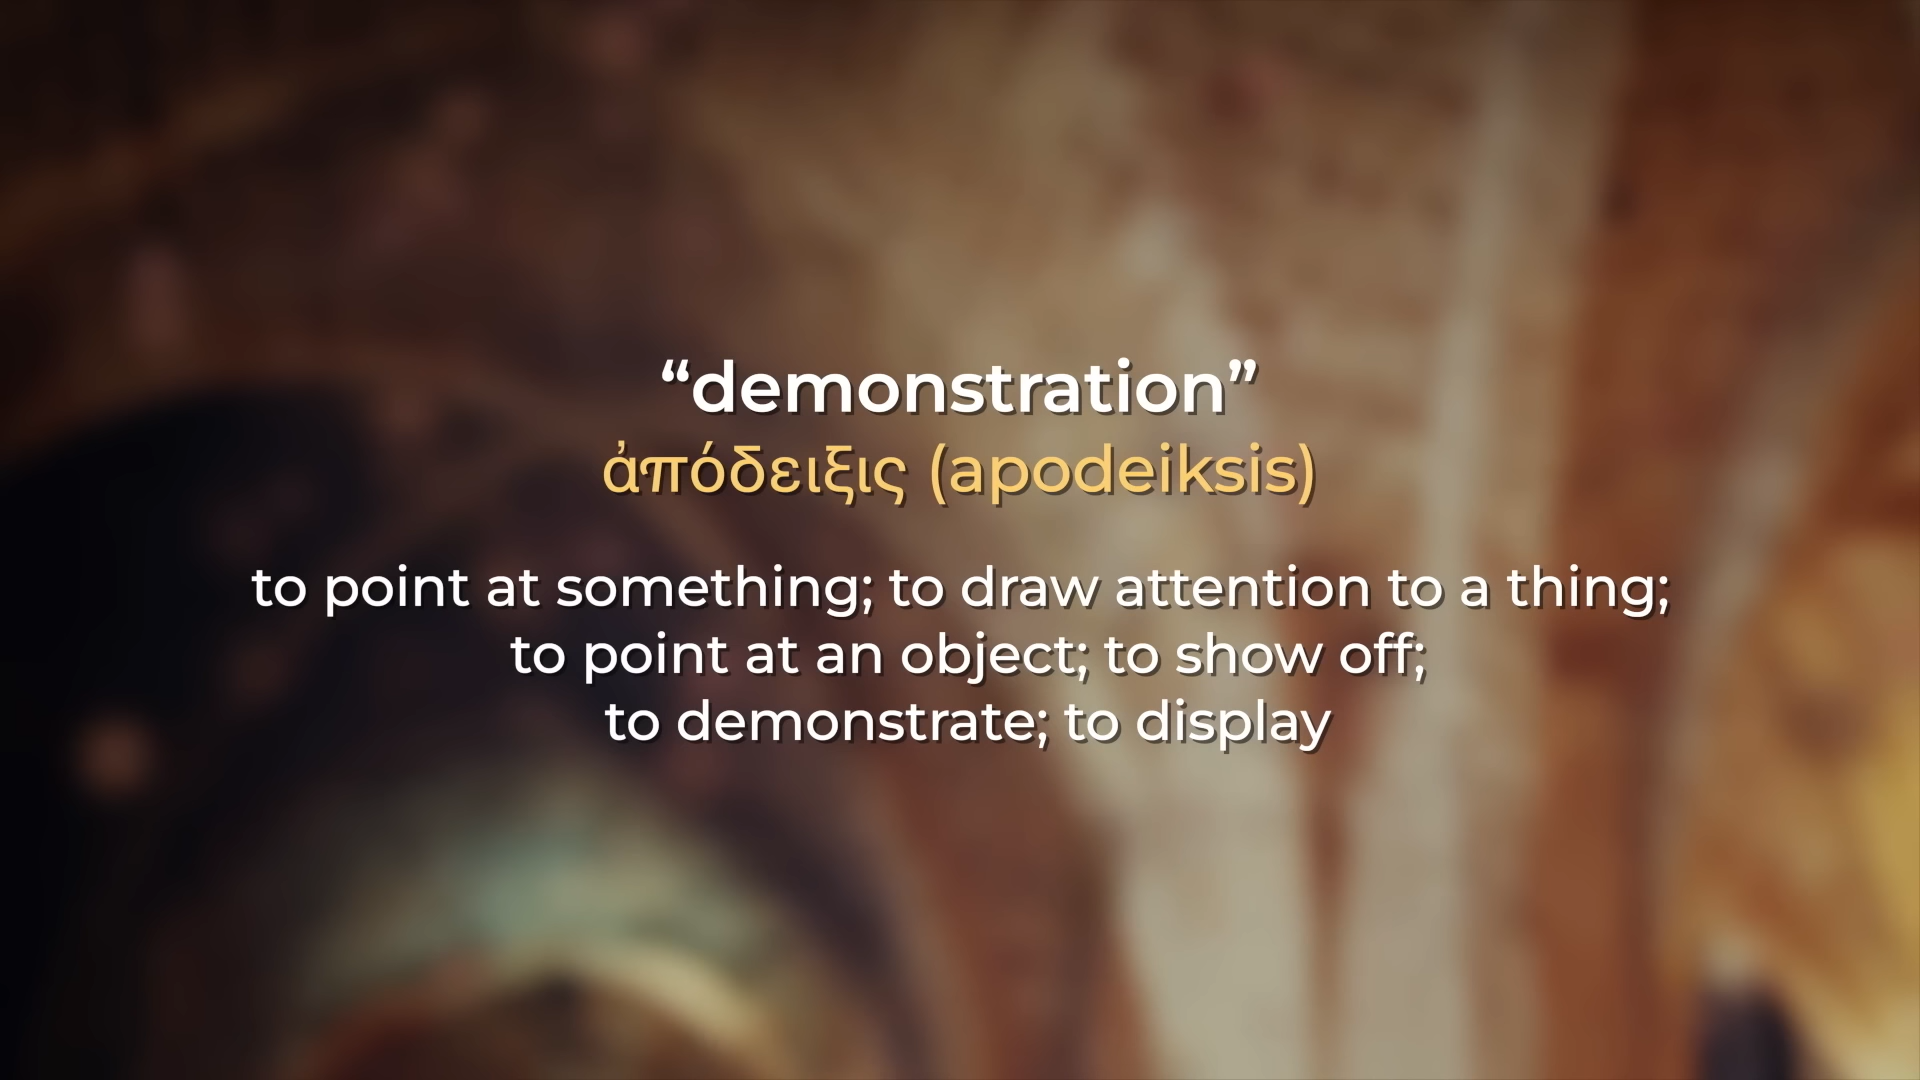 “demonstration”
ἀπόδειξις (apodeiksis)
to point at something; to draw attention to a thing;
to point at an object; to show off;
to demonstrate; to display